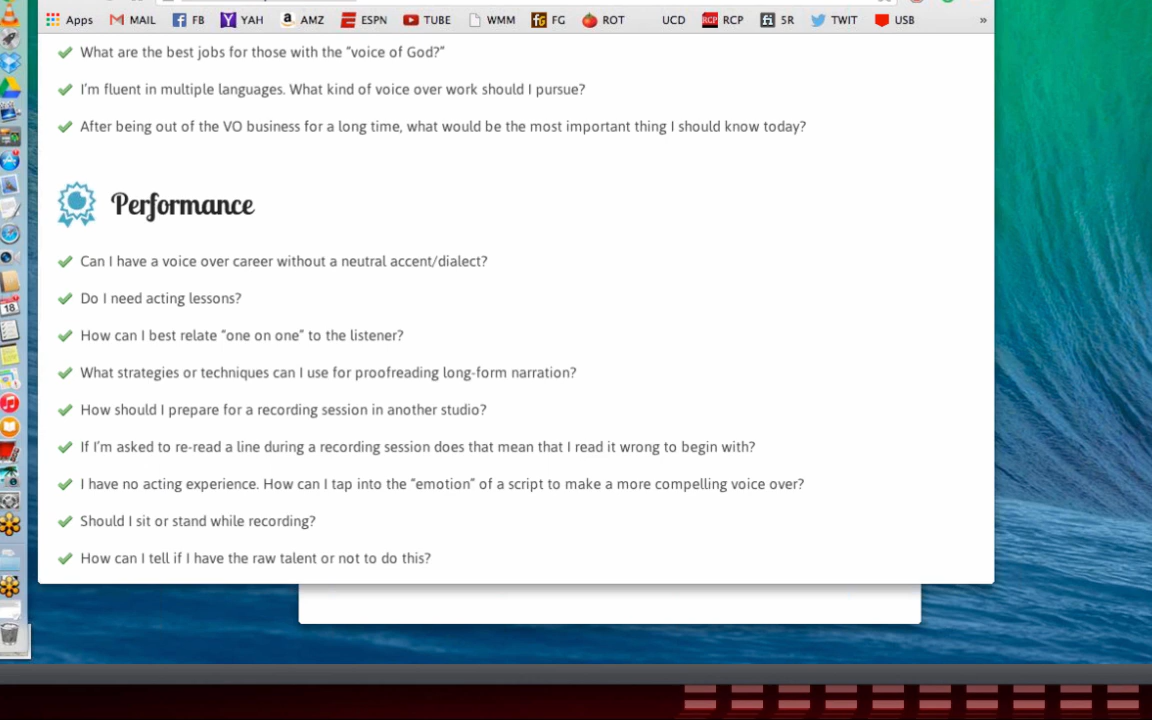 Apps MAIL FB YAH AMZ ESPN TUBE WMM FG ROT UCD RCP RCP fi 5R TWIT USB »
What are the best jobs for those with the “voice of God?”
I’m fluent in multiple languages. What kind of voice over work should I pursue?
After being out of the VO business for a long time, what would be the most important thing I should know today?
Performance
Can I have a voice over career without a neutral accent/dialect?
Do I need acting lessons?
How can I best relate “one on one” to the listener?
What strategies or techniques can I use for proofreading long-form narration?
How should I prepare for a recording session in another studio?
If I’m asked to re-read a line during a recording session does that mean that I read it wrong to begin with?
I have no acting experience. How can I tap into the “emotion” of a script to make a more compelling voice over?
Should I sit or stand while recording?
How can I tell if I have the raw talent or not to do this?
18